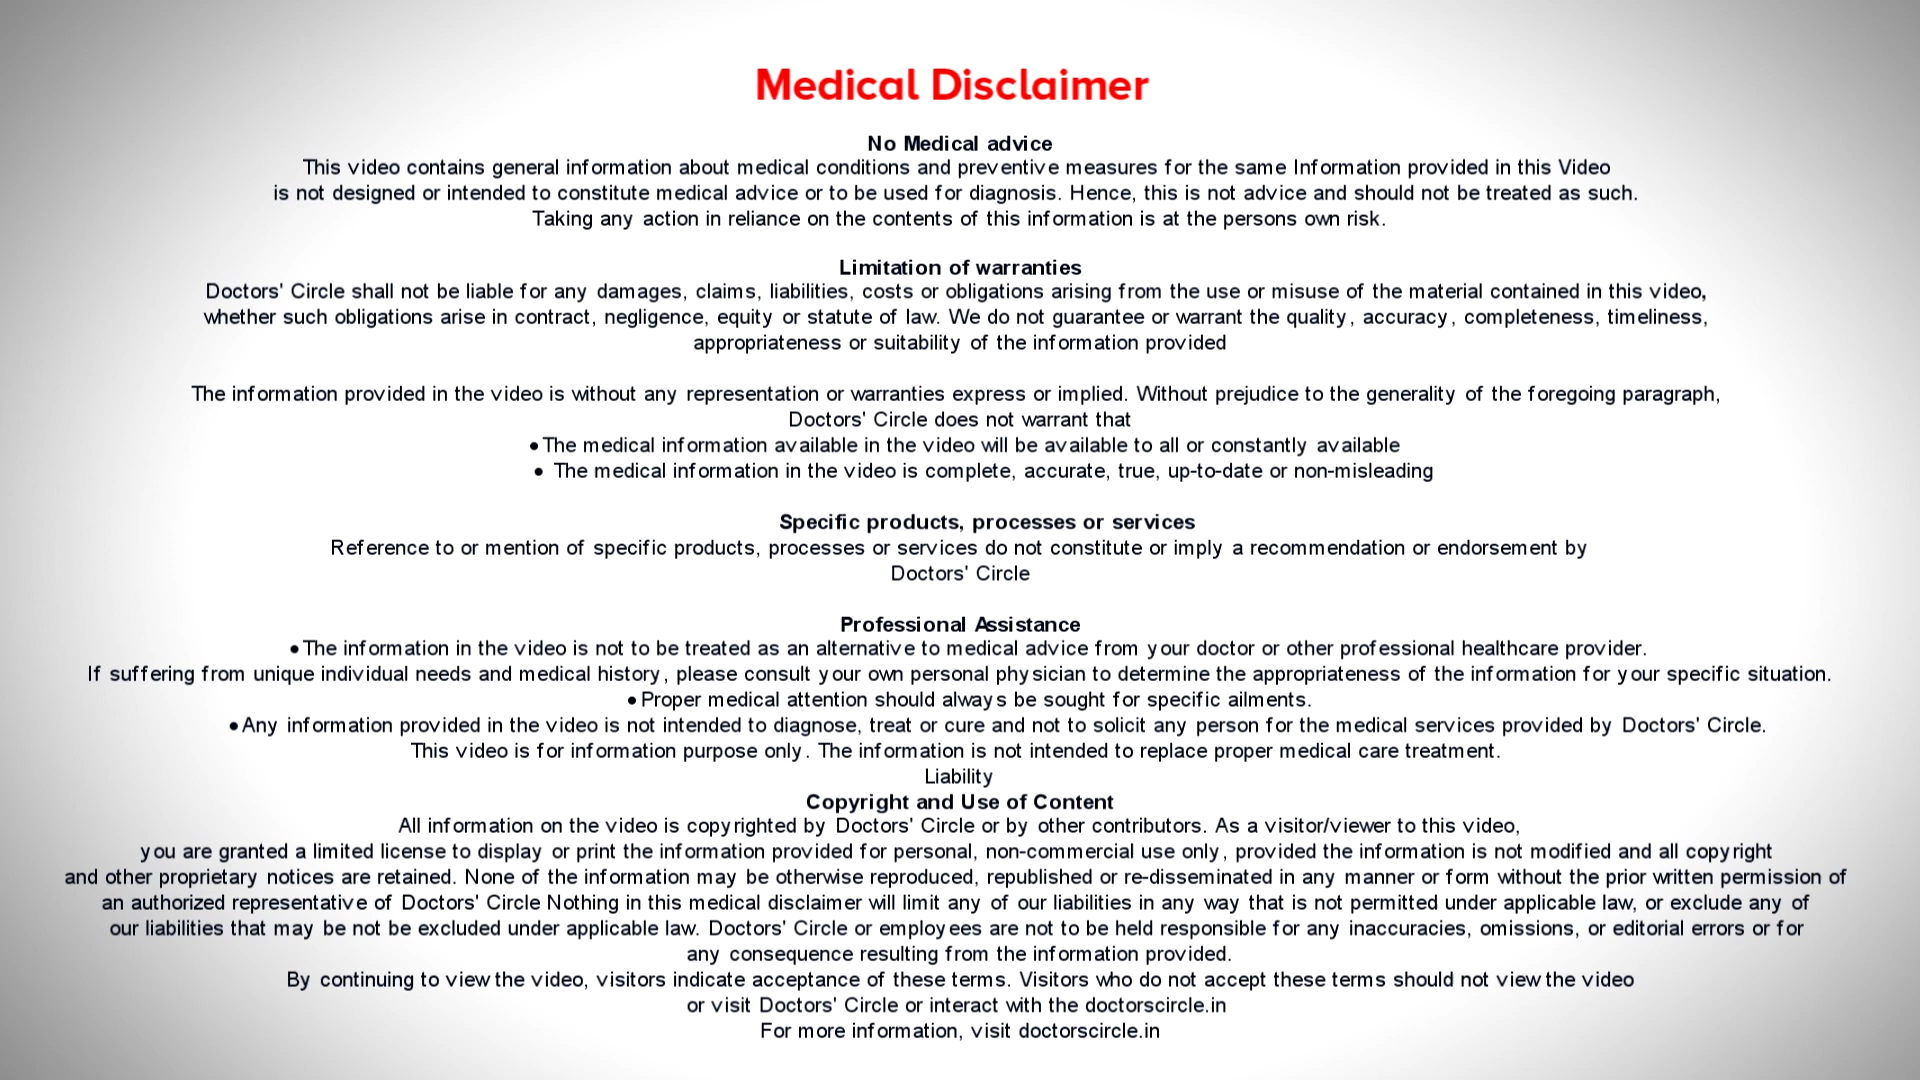 Medical Disclaimer
No Medical advice
This video contains general information about medical conditions and preventive measures for the same Information provided in this Video
is not designed or intended to constitute medical advice or to be used for diagnosis. Hence, this is not advice and should not be treated as such.
Taking any action in reliance on the contents of this information is at the persons own risk.
Limitation of warranties
Doctors' Circle shall not be liable for any damages, claims, liabilities, costs or obligations arising from the use or misuse of the material contained in this video,
whether such obligations arise in contract, negligence, equity or statute of law. We do not guarantee or warrant the quality, accuracy, completeness, timeliness,
appropriateness or suitability of the information provided
The information provided in the video is without any representation or warranties express or implied. Without prejudice to the generality of the foregoing paragraph,
Doctors' Circle does not warrant that
•The medical information available in the video will be available to all or constantly available
• The medical information in the video is complete, accurate, true, up-to-date or non-misleading
Specific products, processes or services
Reference to or mention of specific products, processes or services do not constitute or imply a recommendation or endorsement by
Doctors' Circle
Professional Assistance
•The information in the video is not to be treated as an alternative to medical advice from your doctor or other professional healthcare provider.
If suffering from unique individual needs and medical history, please consult your own personal physician to determine the appropriateness of the information for your specific situation.
•Proper medical attention should always be sought for specific ailments.
•Any information provided in the video is not intended to diagnose, treat or cure and not to solicit any person for the medical services provided by Doctors' Circle.
This video is for information purpose only. The information is not intended to replace proper medical care treatment.
Liability
Copyright and Use of Content
All information on the video is copyrighted by Doctors' Circle or by other contributors. As a visitor/viewer to this video,
you are granted a limited license to display or print the information provided for personal, non-commercial use only, provided the information is not modified and all copyright
and other proprietary notices are retained. None of the information may be otherwise reproduced, republished or re-disseminated in any manner or form without the prior written permission of
an authorized representative of Doctors' Circle Nothing in this medical disclaimer will limit any of our liabilities in any way that is not permitted under applicable law, or exclude any of
our liabilities that may be not be excluded under applicable law. Doctors' Circle or employees are not to be held responsible for any inaccuracies, omissions, or editorial errors or for
any consequence resulting from the information provided.
By continuing to view the video, visitors indicate acceptance of these terms. Visitors who do not accept these terms should not view the video
or visit Doctors' Circle or interact with the doctorscircle.in
For more information, visit doctorscircle.in